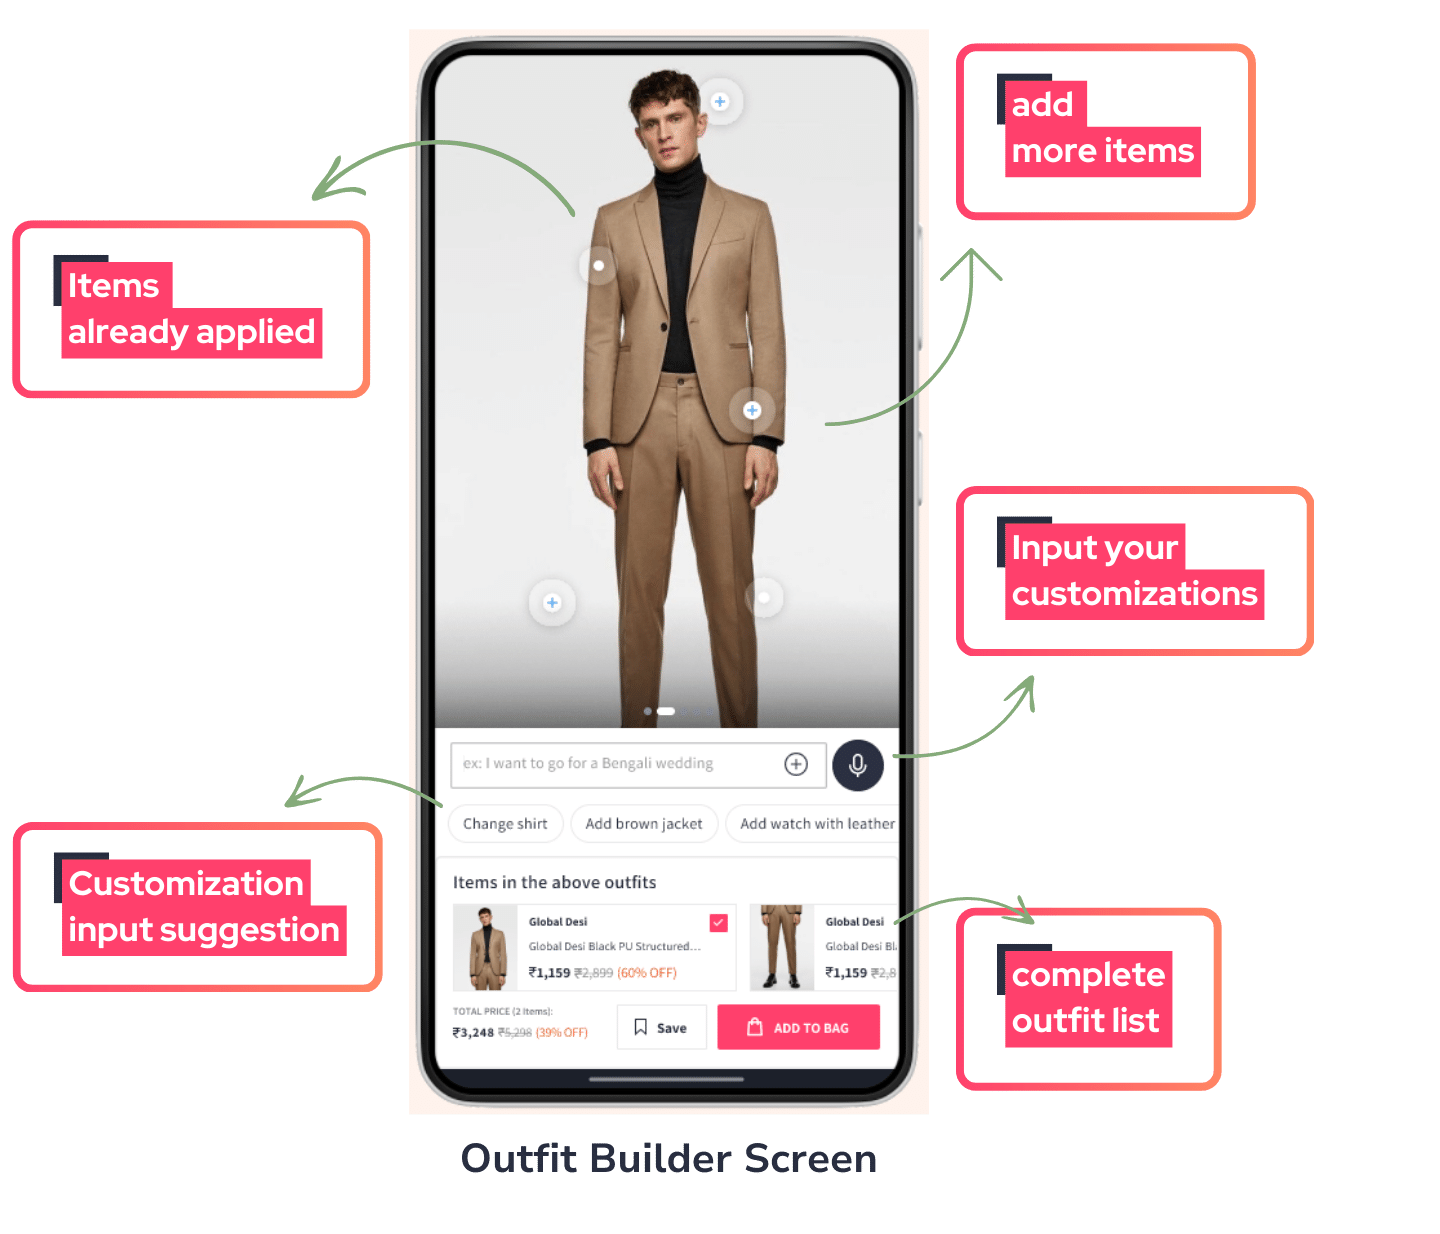 add
more items
Items
already applied
Input your
customizations
ex: I want to go for a Bengali wedding
Change shirt
Add brown jacket
Add watch with leather
Customization
input suggestion
Items in the above outfits
Global Desi
Global Desi Black PU Structured...
₹1,159 ₹2,899 (60% OFF)
Global Desi
Global Desi Bl
₹1,159 ₹2,8
TOTAL PRICE (2 Items):
₹3,248 ₹5,298 (39% OFF)
Save
ADD TO BAG
complete
outfit list
Outfit Builder Screen